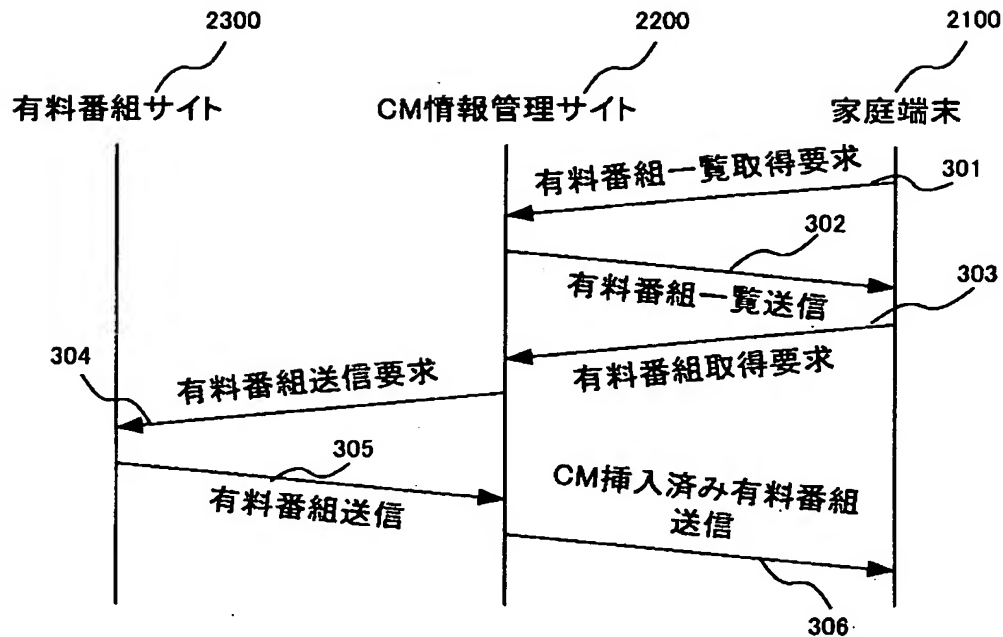 2300
2200
2100
有料番組サイト
CM情報管理サイト
家庭端末
有料番組一覧取得要求
301
302
有料番組一覧送信
303
304
有料番組送信要求
有料番組取得要求
305
有料番組送信
CM挿入済み有料番組
送信
306